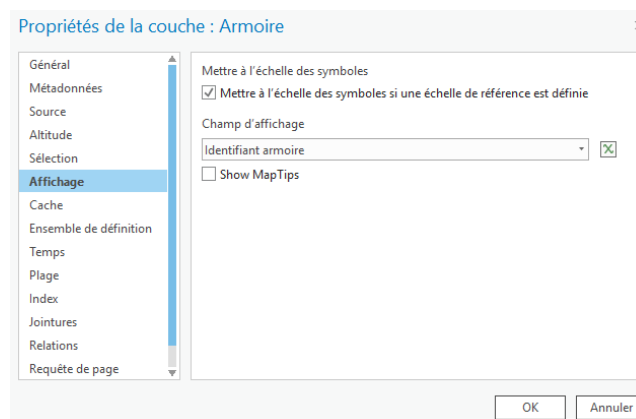 Propriétés de la couche : Armoire
Général
Métadonnées
Source
Altitude
Sélection
Affichage
Cache
Ensemble de définition
Temps
Plage
Index
Jointures
Relations
Requête de page
Mettre à l'échelle des symboles
Mettre à l'échelle des symboles si une échelle de référence est définie
Champ d'affichage
Identifiant armoire
Show MapTips
OK
Annuler